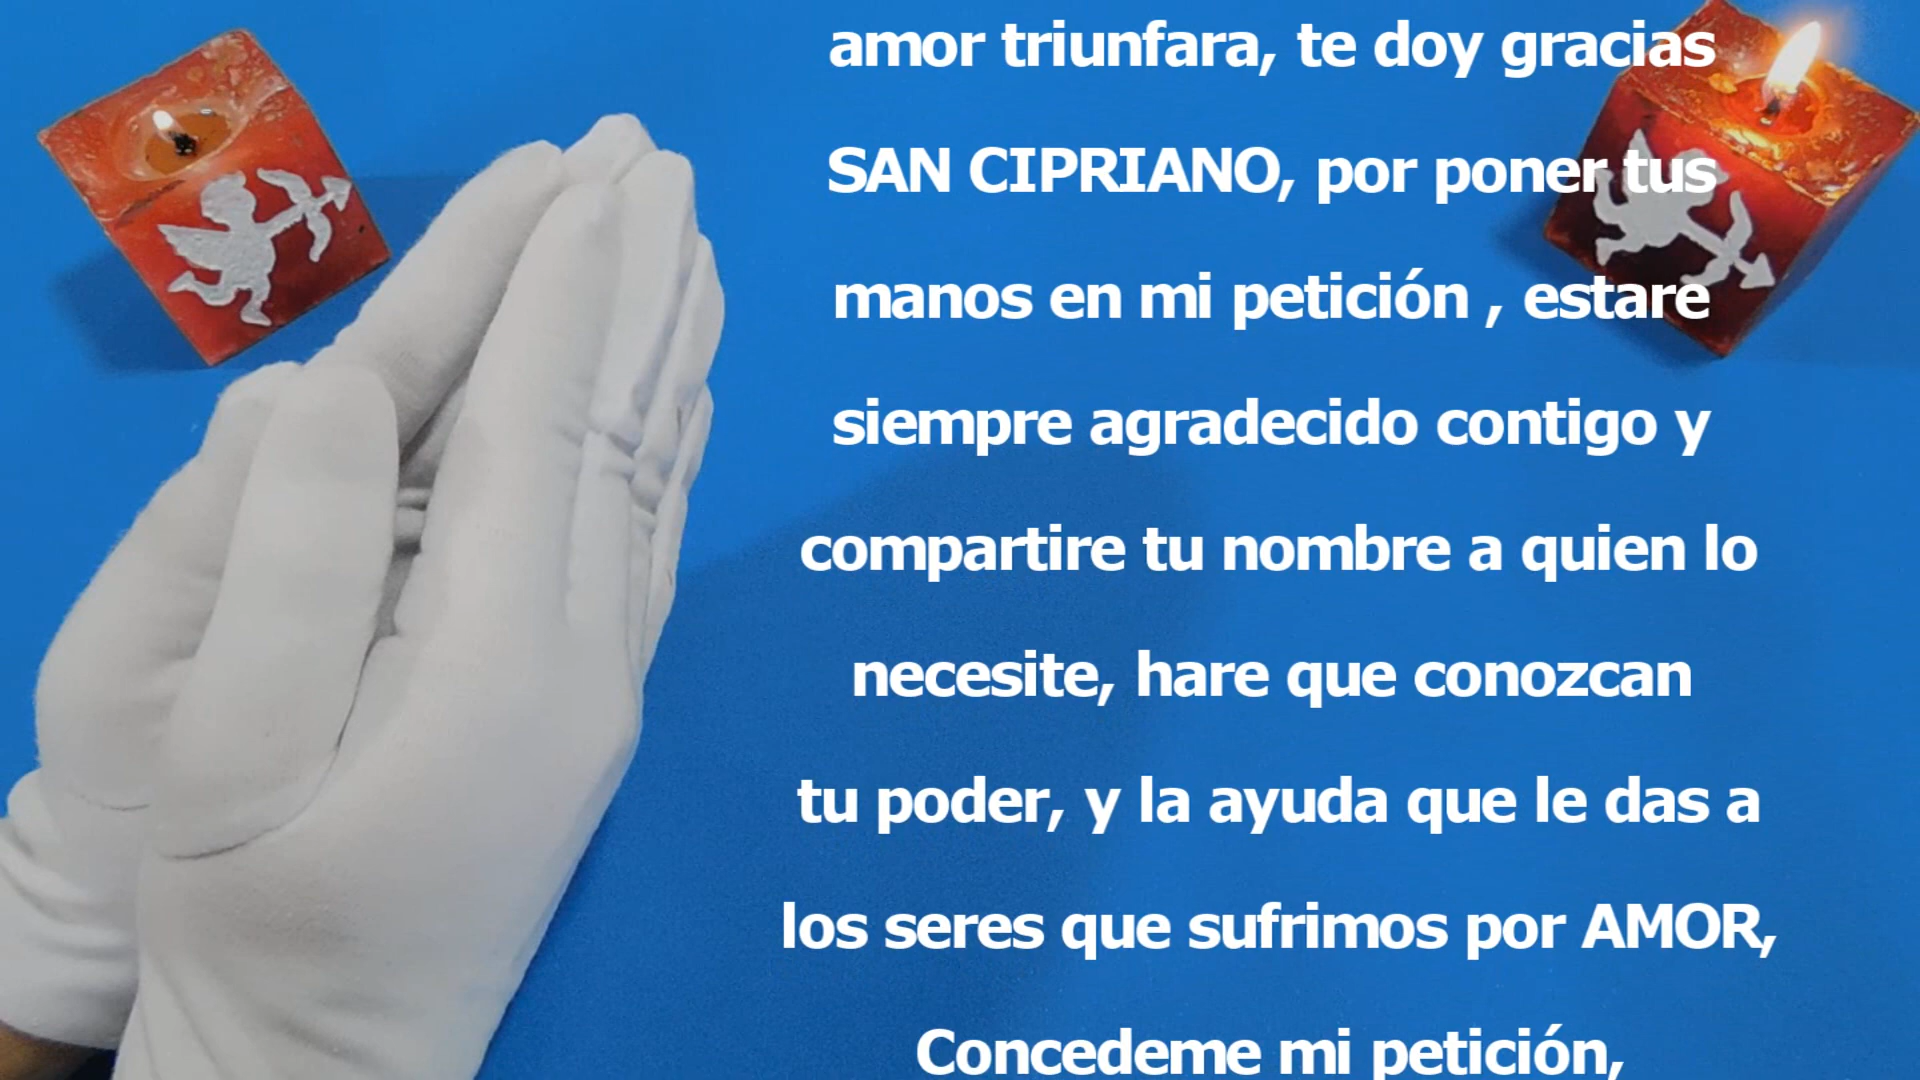 amor triunfara, te doy gracias
SAN CIPRIANO, por poner tus
manos en mi petición , estare
siempre agradecido contigo y
compartire tu nombre a quien lo
necesite, hare que conozcan
tu poder, y la ayuda que le das a
los seres que sufrimos por AMOR,
Concedeme mi petición,